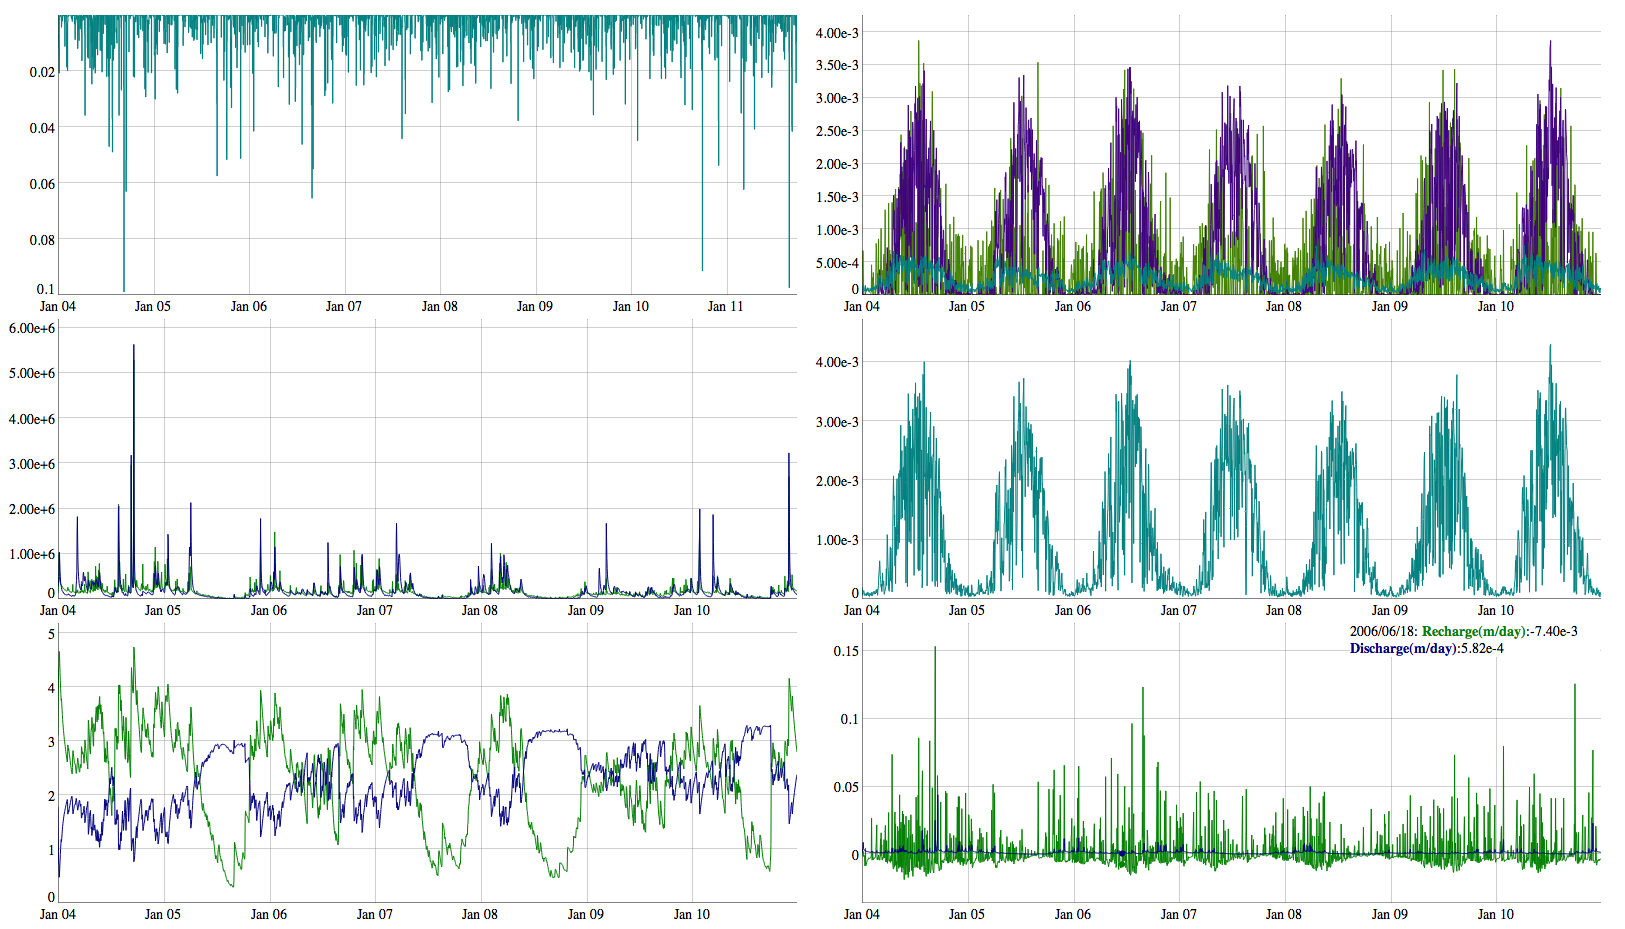 0.02
0.04
0.06
0.08
0.1
Jan 04 Jan 05 Jan 06 Jan 07 Jan 08 Jan 09 Jan 10 Jan 11
4.00e-3
3.50e-3
3.00e-3
2.50e-3
2.00e-3
1.50e-3
1.00e-3
5.00e-4
0
Jan 04 Jan 05 Jan 06 Jan 07 Jan 08 Jan 09 Jan 10
6.00e+6
5.00e+6
4.00e+6
3.00e+6
2.00e+6
1.00e+6
0
Jan 04 Jan 05 Jan 06 Jan 07 Jan 08 Jan 09 Jan 10
4.00e-3
3.00e-3
2.00e-3
1.00e-3
0
Jan 04 Jan 05 Jan 06 Jan 07 Jan 08 Jan 09 Jan 10
5
4
3
2
1
0
Jan 04 Jan 05 Jan 06 Jan 07 Jan 08 Jan 09 Jan 10
2006/06/18: Recharge(m/day):-7.40e-3
Discharge(m/day):5.82e-4
0.15
0.1
0.05
0
Jan 04 Jan 05 Jan 06 Jan 07 Jan 08 Jan 09 Jan 10